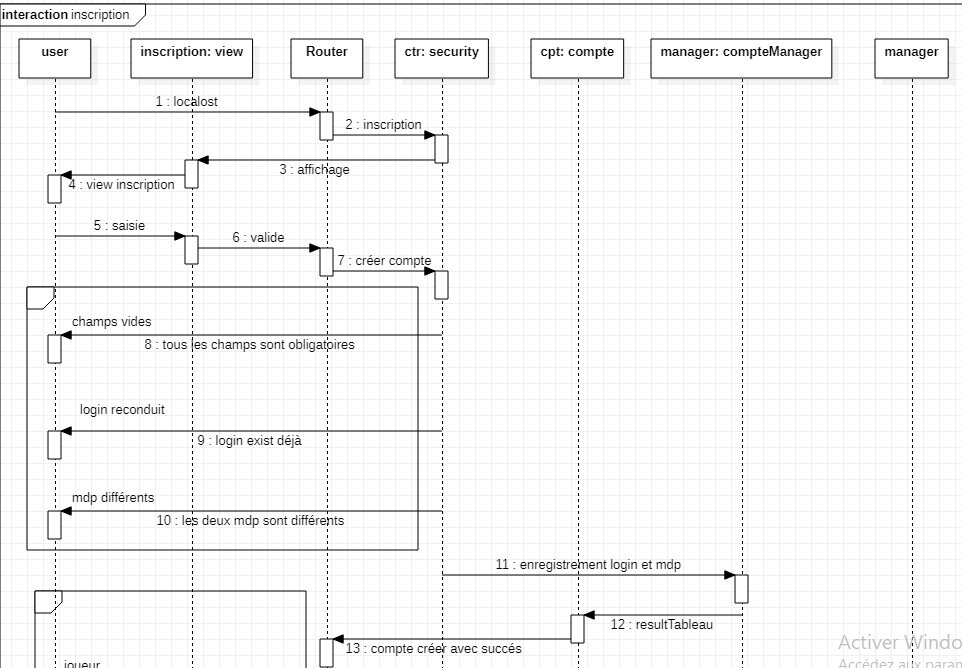 interaction inscription
user
inscription: view
Router
ctr: security
cpt: compte
manager: compteManager
manager
1 : localost
2 : inscription
3 : affichage
4 : view inscription
5 : saisie
6 : valide
7 : créer compte
champs vides
8 : tous les champs sont obligatoires
login reconduit
9 : login exist déjà
mdp différents
10 : les deux mdp sont différents
11 : enregistrement login et mdp
12 : resultTableau
13 : compte créer avec succés
joueur
Activer Windo
Accédez aux param